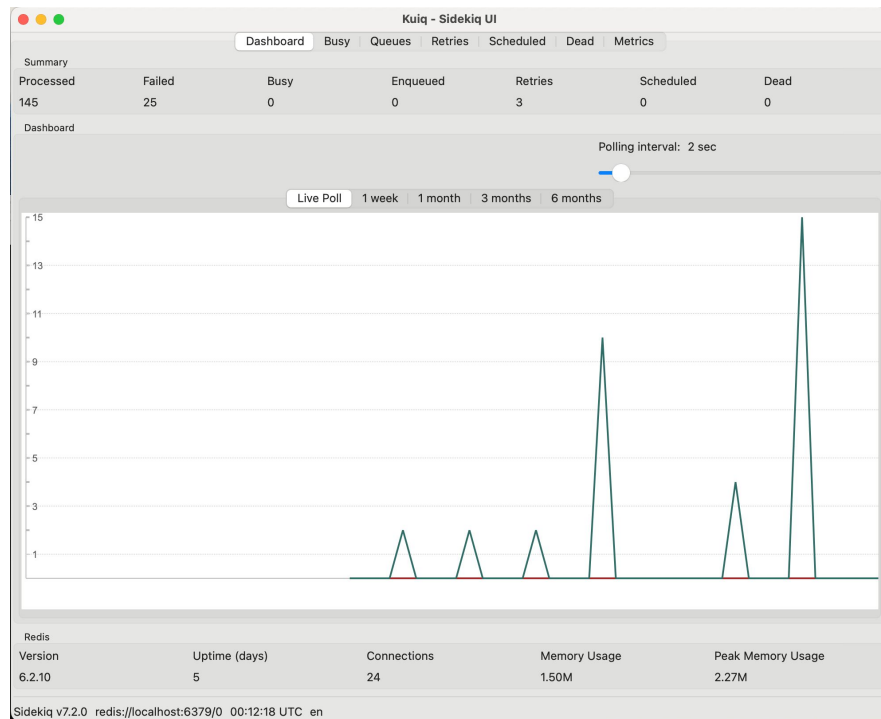 Kuiq - Sidekiq UI
Dashboard Busy Queues Retries Scheduled Dead Metrics
Summary
Processed Failed Busy Enqueued Retries Scheduled Dead
145 25 0 0 3 0 0
Dashboard
Polling interval: 2 sec
Live Poll 1 week 1 month 3 months 6 months
15
13
11
9
7
5
3
1
Redis
Version Uptime (days) Connections Memory Usage Peak Memory Usage
6.2.10 5 24 1.50M 2.27M
Sidekiq v7.2.0 redis://localhost:6379/0 00:12:18 UTC en